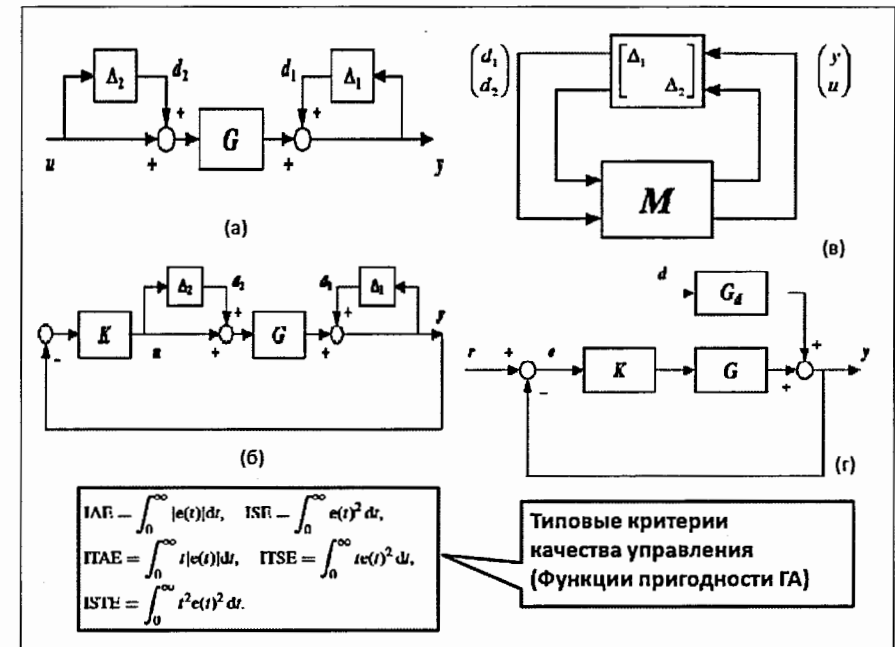 Δ₂
d₂
d₁
Δ₁
+
+
G
u
+
+
y
(а)
(d₁ d₂)
[Δ₁ Δ₂]
(y u)
M
(в)
Δ₂
d₂
d₁
Δ₁
+
+
K
G
y
-
u
+
+
(б)
d
G_d
+
r
+
e
K
G
y
-
+
(г)
IAE = ∫₀^∞ |e(t)|dt, ISE = ∫₀^∞ e(t)² dt,
ITAE = ∫₀^∞ t|e(t)|dt, ITSE = ∫₀^∞ te(t)² dt,
ISTE = ∫₀^∞ t² e(t)² dt.
Типовые критерии
качества управления
(Функции пригодности ГА)